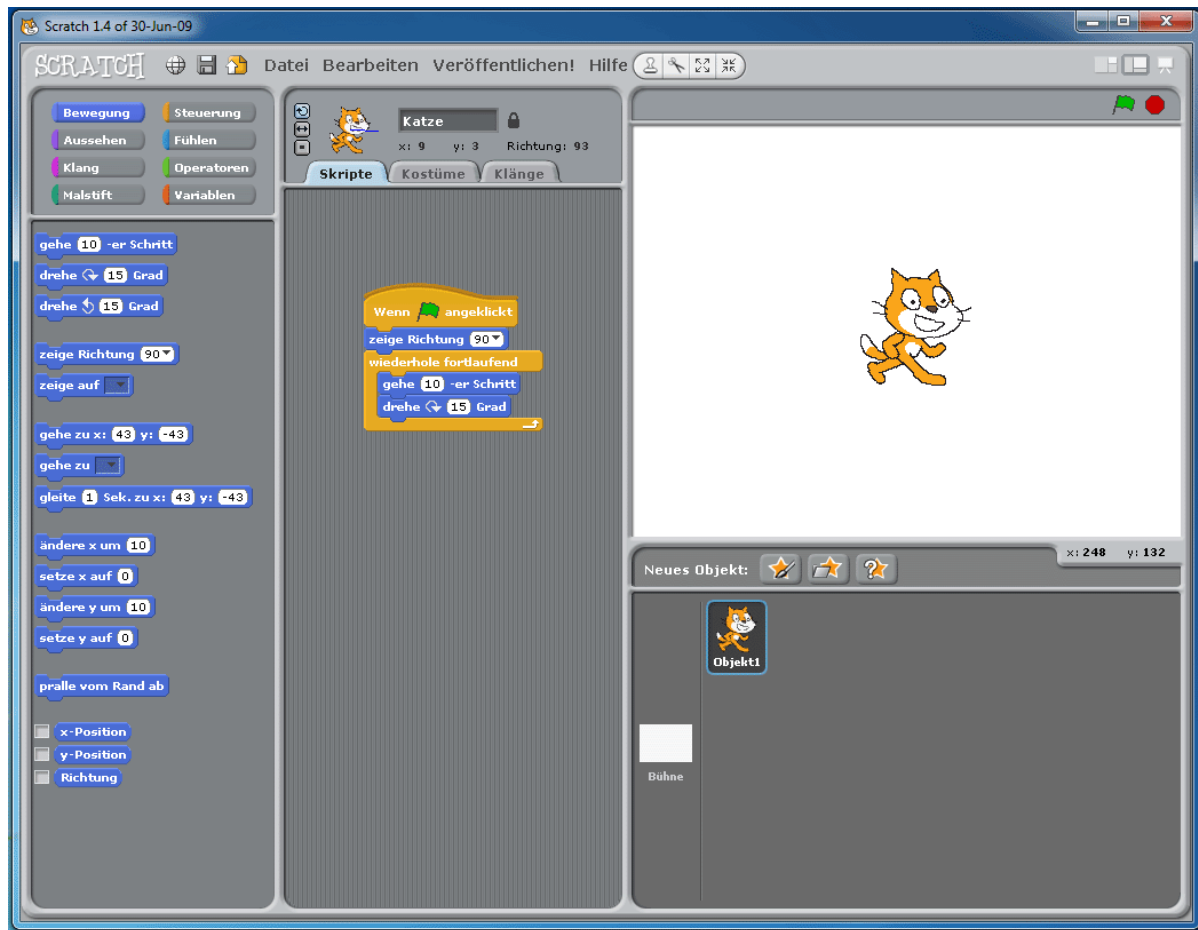 Scratch 1.4 of 30-Jun-09
SCRATCH Datei Bearbeiten Veröffentlichen! Hilfe
Bewegung Steuerung
Aussehen Fühlen
Klang Operatoren
Malstift Variablen
gehe 10 -er Schritt
drehe 15 Grad
drehe 15 Grad
zeige Richtung 90
zeige auf
gehe zu x: 43 y: -43
gehe zu
gleite 1 Sek. zu x: 43 y: -43
ändere x um 10
setze x auf 0
ändere y um 10
setze y auf 0
pralle vom Rand ab
x-Position
y-Position
Richtung
Katze
x: 9 y: 3 Richtung: 93
Skripte Kostüme Klänge
Wenn angeklickt
zeige Richtung 90
wiederhole fortlaufend
gehe 10 -er Schritt
drehe 15 Grad
x: 248 y: 132
Neues Objekt:
Objekt1
Bühne